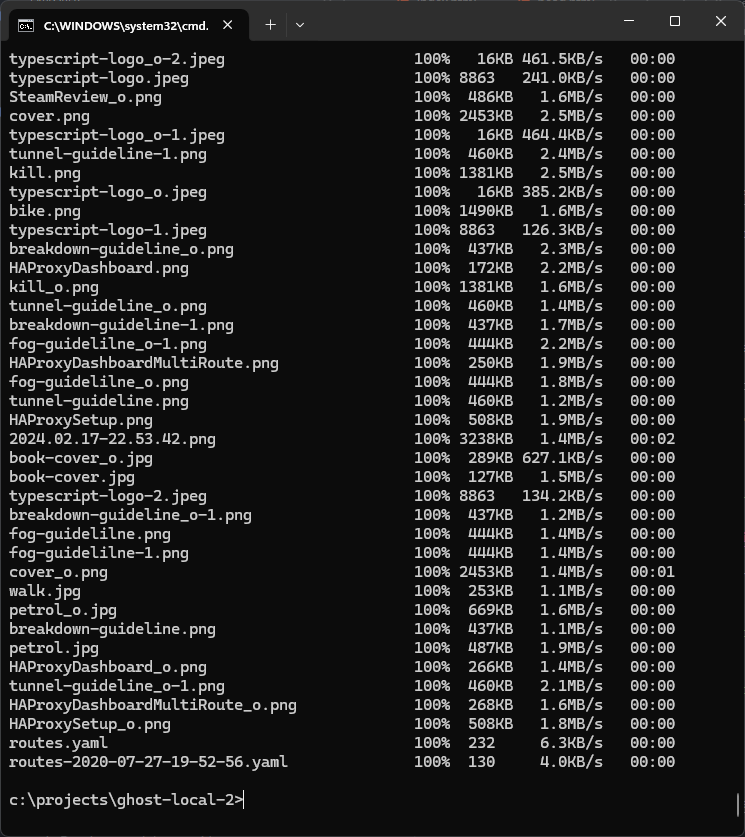 C:\WINDOWS\system32\cmd.
typescript-logo_o-2.jpeg 100% 16KB 461.5KB/s 00:00
typescript-logo.jpeg 100% 8863 241.0KB/s 00:00
SteamReview_o.png 100% 486KB 1.6MB/s 00:00
cover.png 100% 2453KB 2.5MB/s 00:00
typescript-logo_o-1.jpeg 100% 16KB 464.4KB/s 00:00
tunnel-guideline-1.png 100% 460KB 2.4MB/s 00:00
kill.png 100% 1381KB 2.5MB/s 00:00
typescript-logo_o.jpeg 100% 16KB 385.2KB/s 00:00
bike.png 100% 1490KB 1.6MB/s 00:00
typescript-logo-1.jpeg 100% 8863 126.3KB/s 00:00
breakdown-guideline_o.png 100% 437KB 2.3MB/s 00:00
HAProxyDashboard.png 100% 172KB 2.2MB/s 00:00
kill_o.png 100% 1381KB 1.6MB/s 00:00
tunnel-guideline_o.png 100% 460KB 1.4MB/s 00:00
breakdown-guideline-1.png 100% 437KB 1.7MB/s 00:00
fog-guidelilne_o-1.png 100% 444KB 2.2MB/s 00:00
HAProxyDashboardMultiRoute.png 100% 250KB 1.9MB/s 00:00
fog-guidelilne_o.png 100% 444KB 1.8MB/s 00:00
tunnel-guideline.png 100% 460KB 1.2MB/s 00:00
HAProxySetup.png 100% 508KB 1.9MB/s 00:00
2024.02.17-22.53.42.png 100% 3238KB 1.4MB/s 00:02
book-cover_o.jpg 100% 289KB 627.1KB/s 00:00
book-cover.jpg 100% 127KB 1.5MB/s 00:00
typescript-logo-2.jpeg 100% 8863 134.2KB/s 00:00
breakdown-guideline_o-1.png 100% 437KB 1.2MB/s 00:00
fog-guidelilne.png 100% 444KB 1.4MB/s 00:00
fog-guidelilne-1.png 100% 444KB 1.4MB/s 00:00
cover_o.png 100% 2453KB 1.4MB/s 00:01
walk.jpg 100% 253KB 1.1MB/s 00:00
petrol_o.jpg 100% 669KB 1.6MB/s 00:00
breakdown-guideline.png 100% 437KB 1.1MB/s 00:00
petrol.jpg 100% 487KB 1.9MB/s 00:00
HAProxyDashboard_o.png 100% 266KB 1.4MB/s 00:00
tunnel-guideline_o-1.png 100% 460KB 2.1MB/s 00:00
HAProxyDashboardMultiRoute_o.png 100% 268KB 1.6MB/s 00:00
HAProxySetup_o.png 100% 508KB 1.8MB/s 00:00
routes.yaml 100% 232 6.3KB/s 00:00
routes-2020-07-27-19-52-56.yaml 100% 130 4.0KB/s 00:00
c:\projects\ghost-local-2>